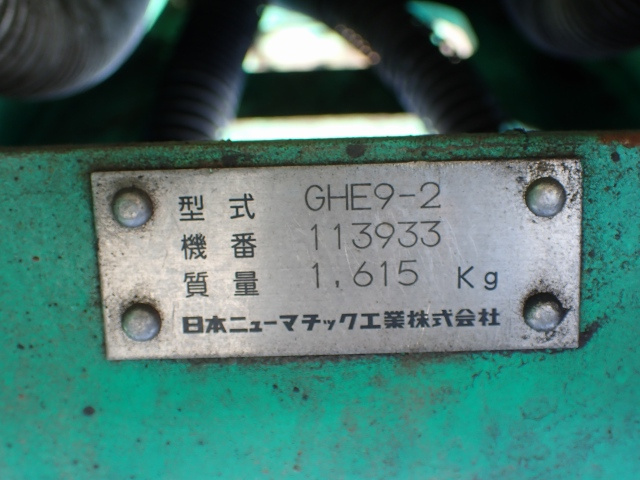 型式 GHE9-2
機番 113933
質量 1,615 Kg
日本ニューマチック工業株式会社